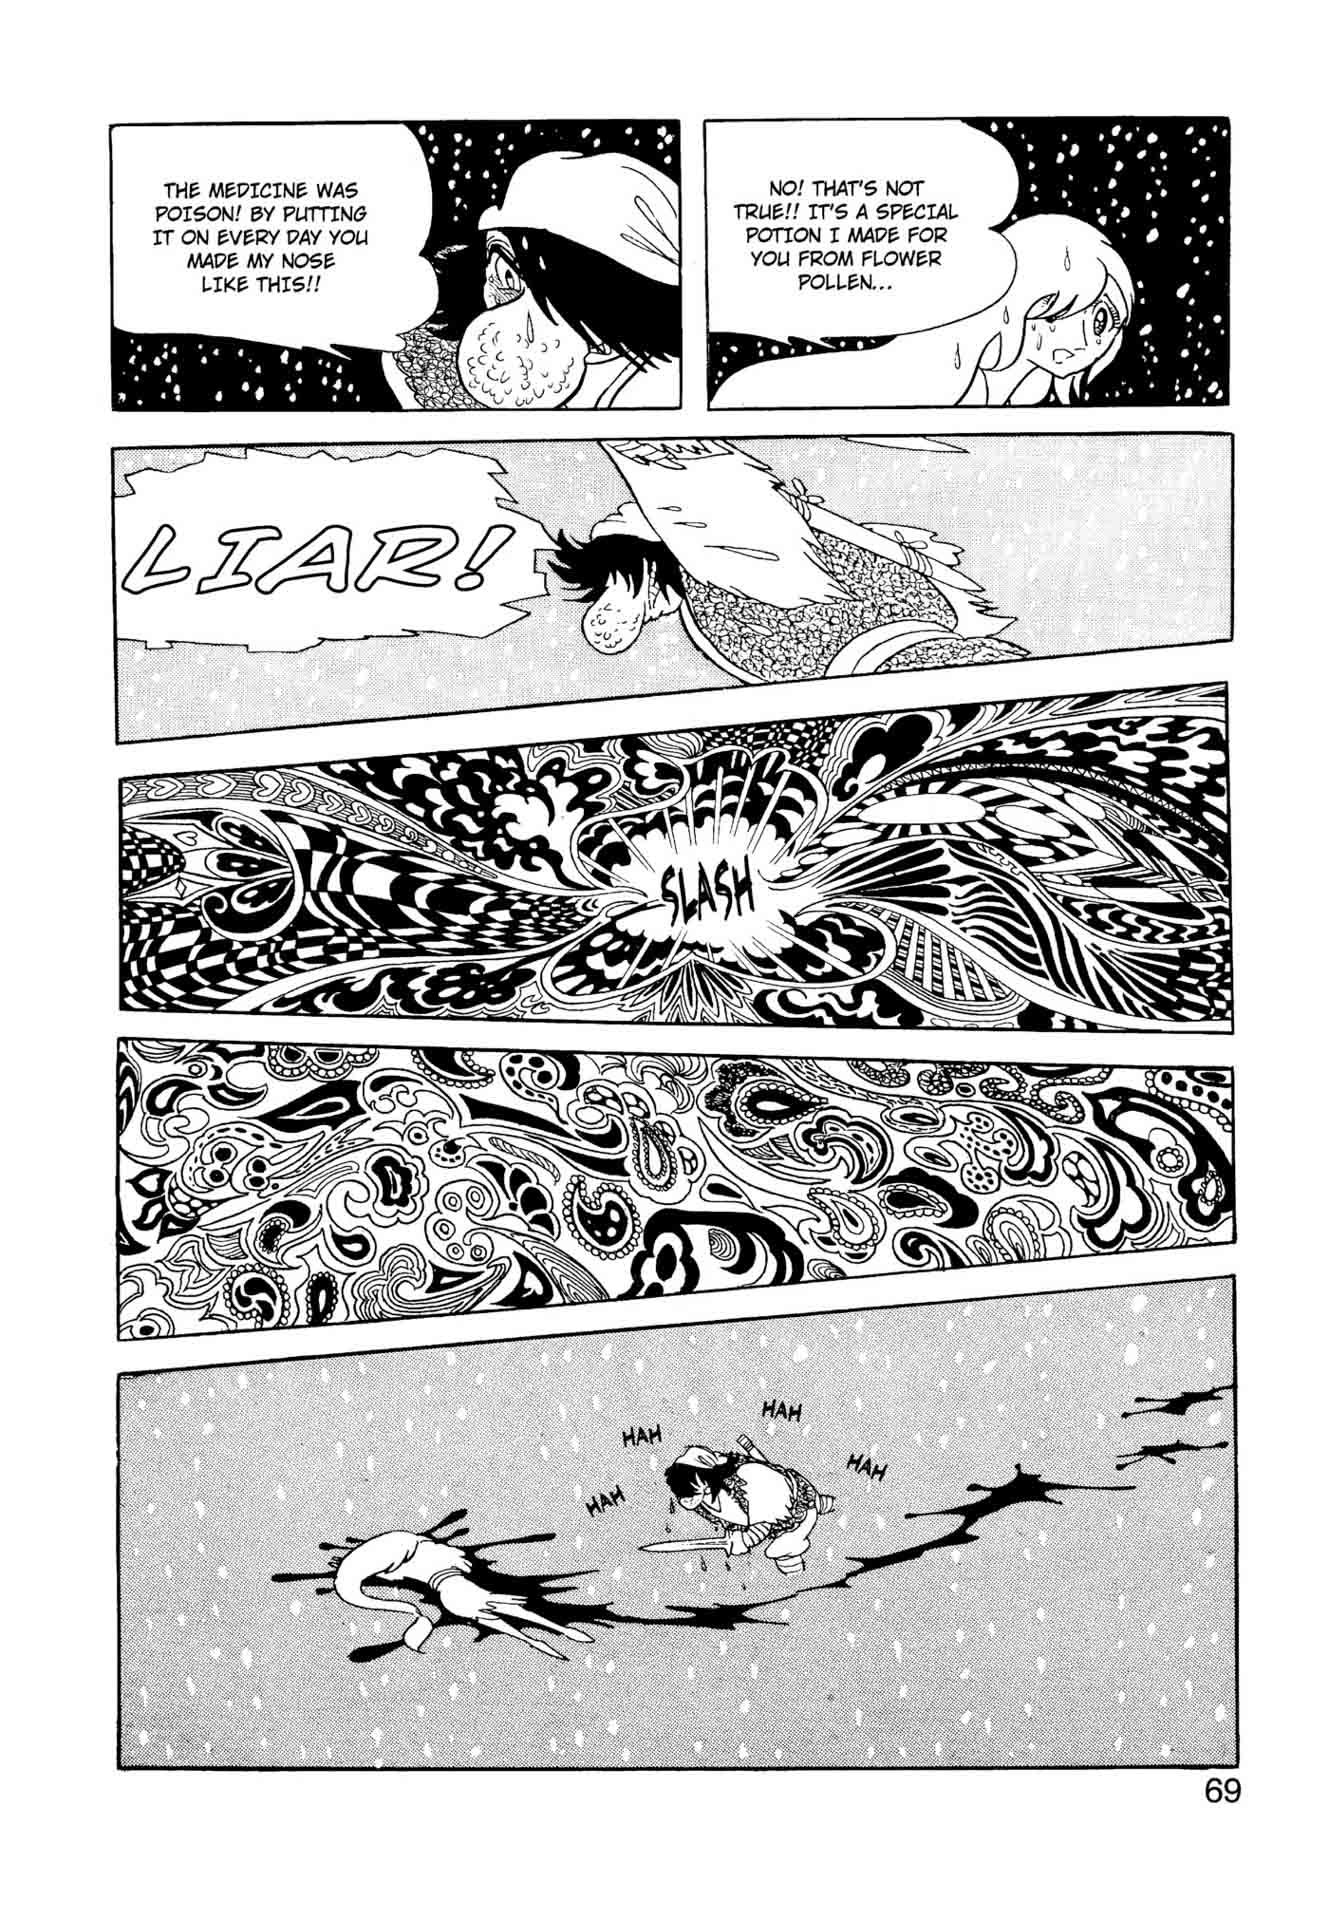 THE MEDICINE WAS
POISON! BY PUTTING
IT ON EVERY DAY YOU
MADE MY NOSE
LIKE THIS!!
NO! THAT'S NOT
TRUE!! IT'S A SPECIAL
POTION I MADE FOR
YOU FROM FLOWER
POLLEN...
LIAR!
SLASH
HAH
HAH
HAH
HAH
69